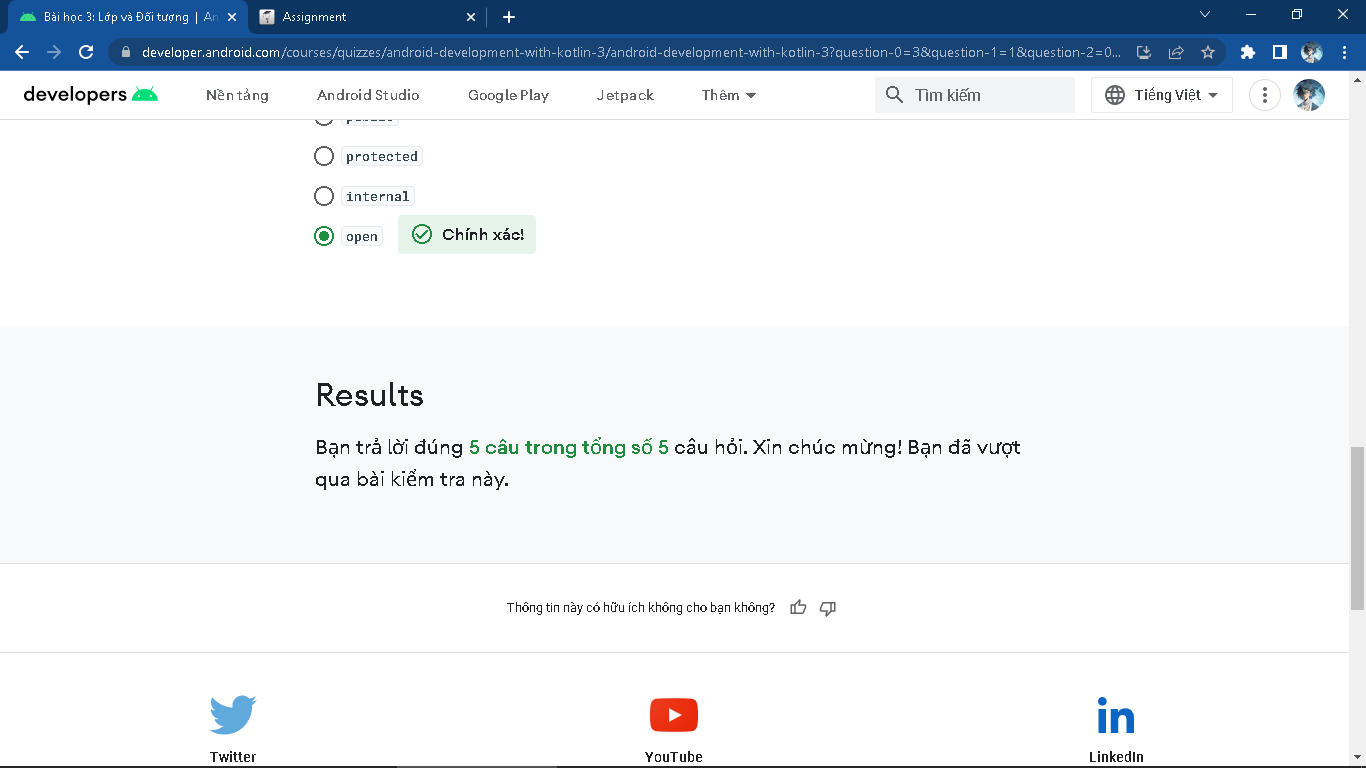 Bài học 3: Lớp và Đối tượng | An
Assignment
developer.android.com/courses/quizzes/android-development-with-kotlin-3/android-development-with-kotlin-3?question-0=3&question-1=1&question-2=0...
developers
Nền tảng
Android Studio
Google Play
Jetpack
Thêm
Tìm kiếm
Tiếng Việt
public
protected
internal
open
Chính xác!
Results
Bạn trả lời đúng 5 câu trong tổng số 5 câu hỏi. Xin chúc mừng! Bạn đã vượt
qua bài kiểm tra này.
Thông tin này có hữu ích không cho bạn không?
Twitter
YouTube
LinkedIn